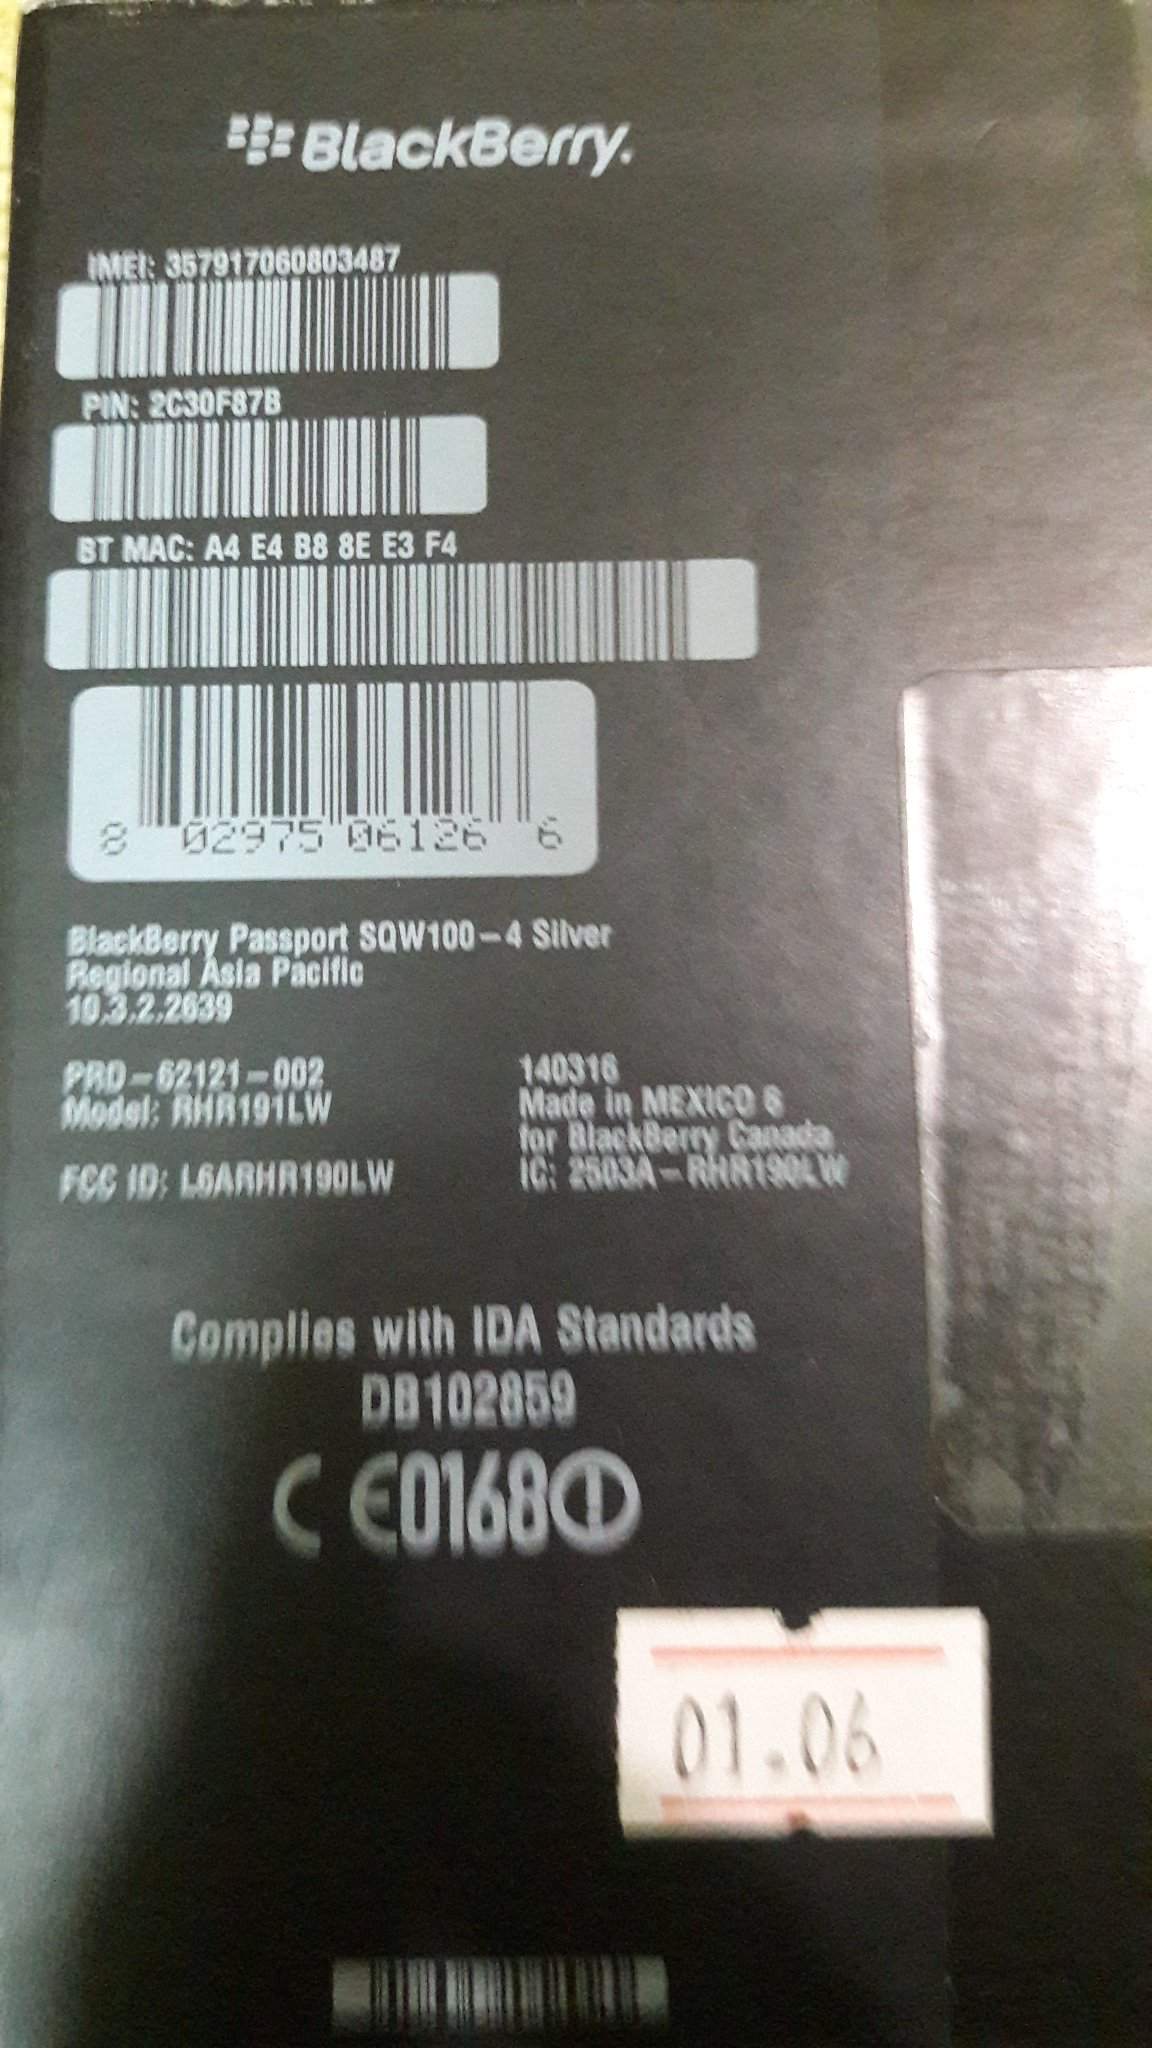 BlackBerry.
IMEI: 357917060803487
PIN: 2C30F87B
BT MAC: A4 E4 B8 8E E3 F4
8 02975 06126 6
BlackBerry Passport SQW100-4 Silver
Regional Asia Pacific
10.3.2.2639
PRD-62121-002
Model: RHR191LW
FCC ID: L6ARHR190LW
140316
Made in MEXICO 6
for BlackBerry Canada
IC: 2503A-RHR190LW
Complies with IDA Standards
DB102859
CE0168
01.06